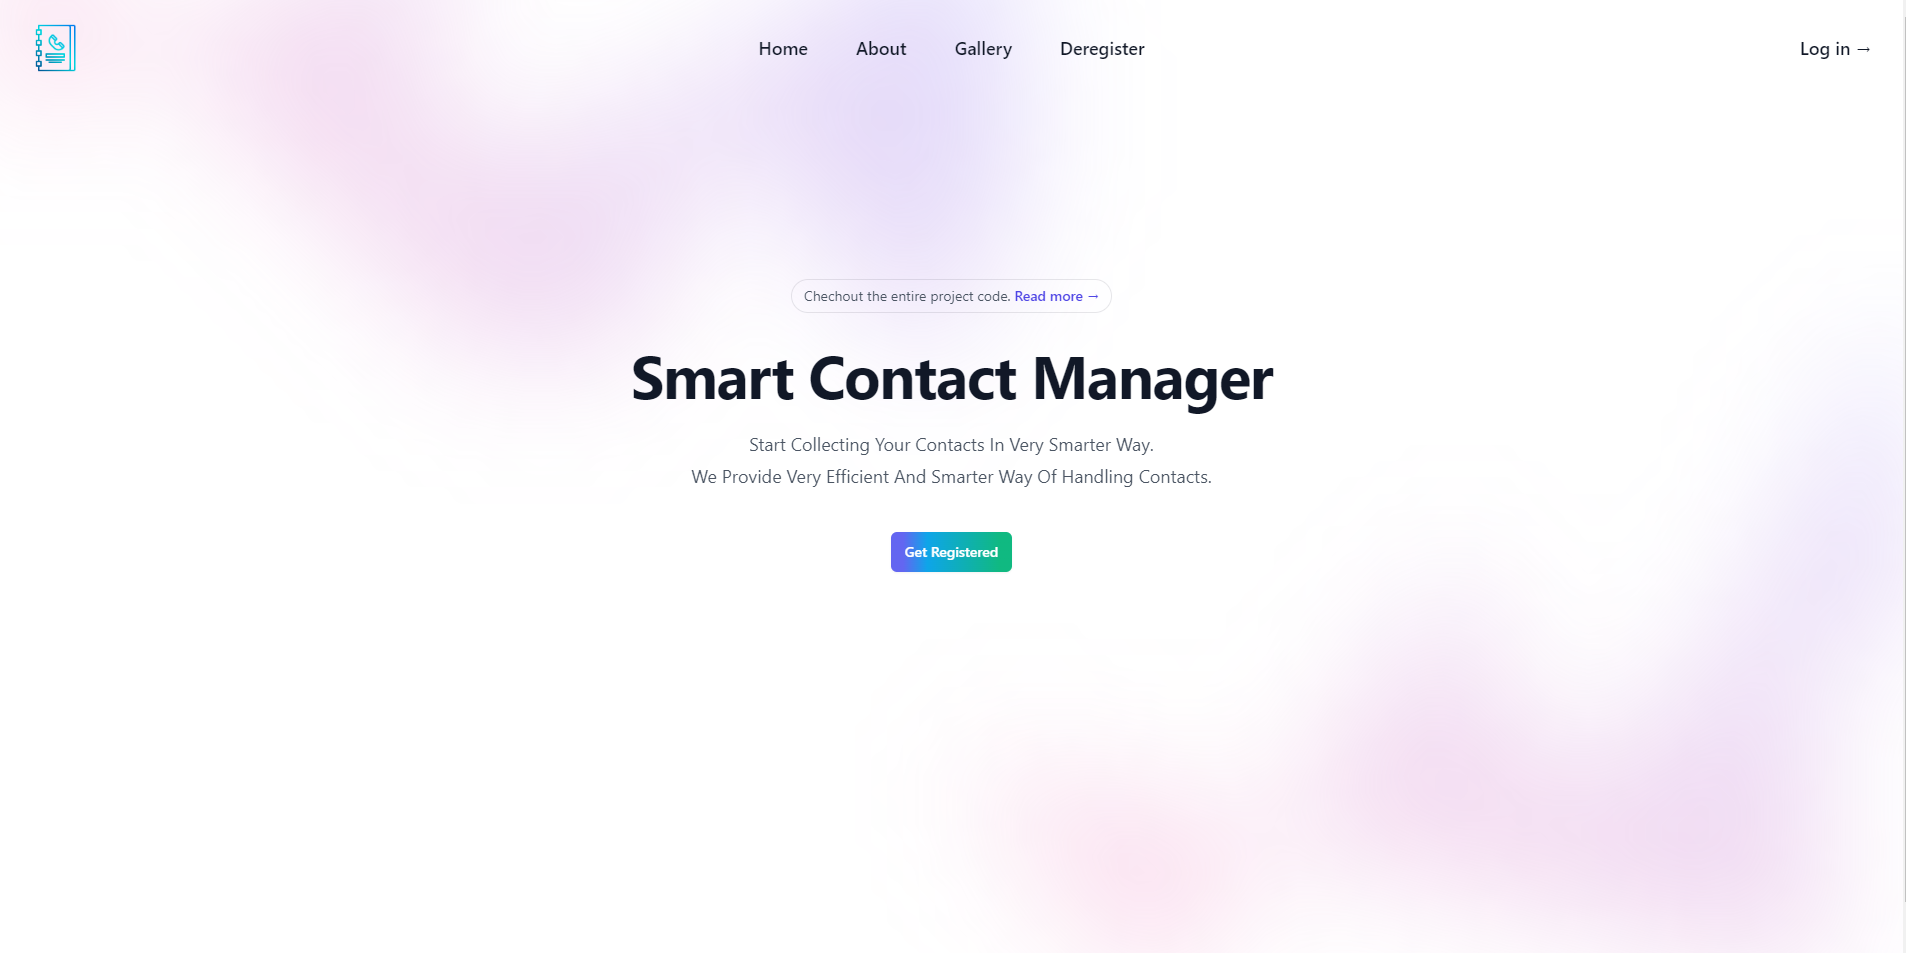 Home About Gallery Deregister Log in →
Chechout the entire project code. Read more →
Smart Contact Manager
Start Collecting Your Contacts In Very Smarter Way.
We Provide Very Efficient And Smarter Way Of Handling Contacts.
Get Registered